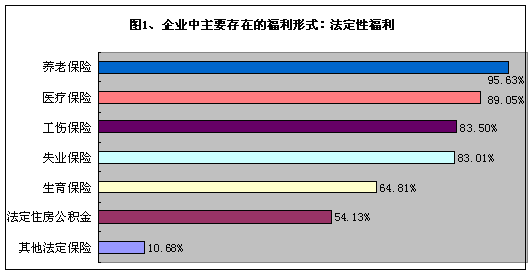 图1、企业中主要存在的福利形式：法定性福利
养老保险
95.63%
医疗保险
89.05%
工伤保险
83.50%
失业保险
83.01%
生育保险
64.81%
法定住房公积金
54.13%
其他法定保险
10.68%